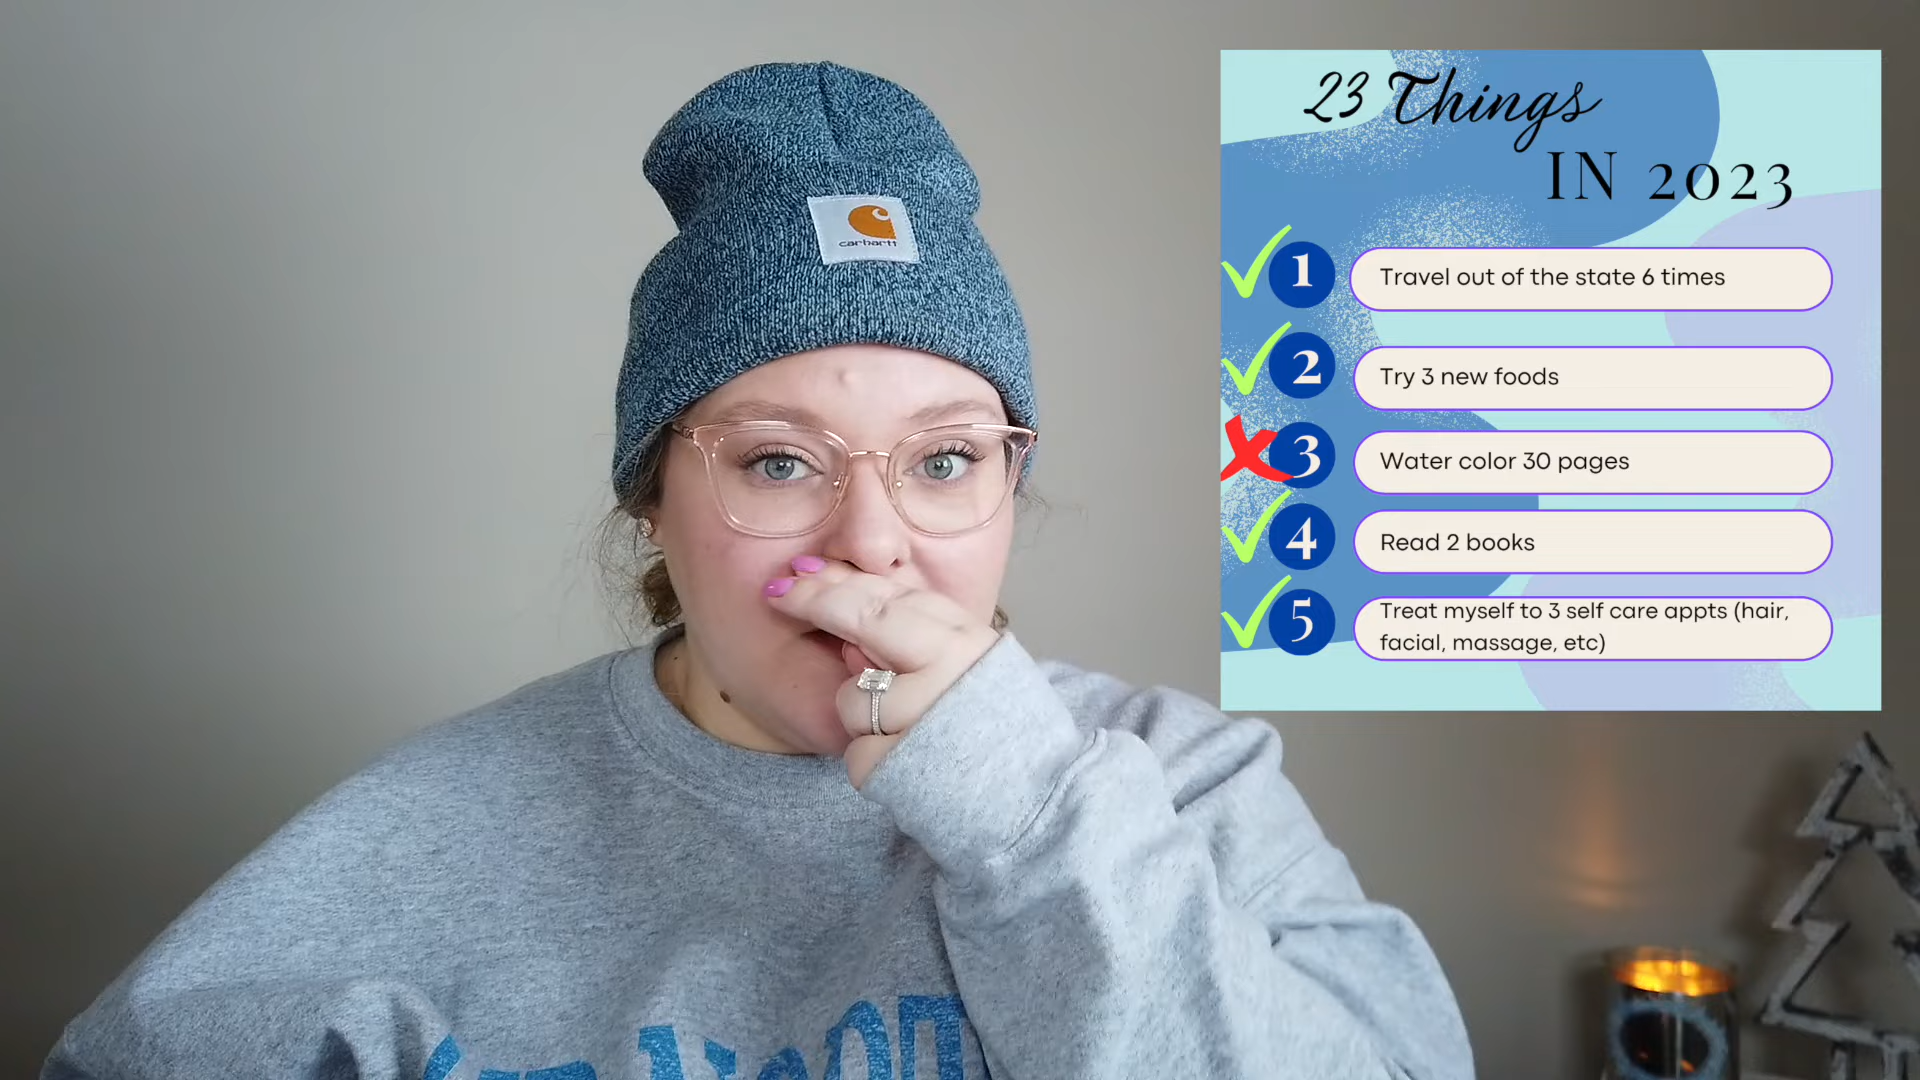 23 Things
IN 2023
1 Travel out of the state 6 times
2 Try 3 new foods
3 Water color 30 pages
4 Read 2 books
5 Treat myself to 3 self care appts (hair,
facial, massage, etc)
carhartt